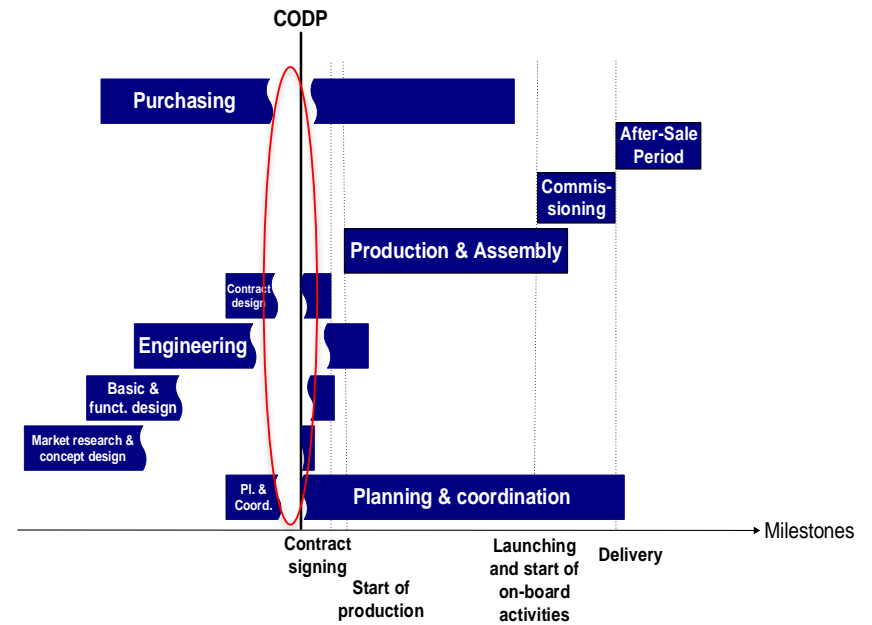 CODP
Purchasing
After-Sale
Period
Commis-
sioning
Production & Assembly
Contract
design
Engineering
Basic &
funct. design
Market research &
concept design
Pl. &
Coord.
Planning & coordination
Milestones
Contract
signing
Start of
production
Launching
and start of
on-board
activities
Delivery